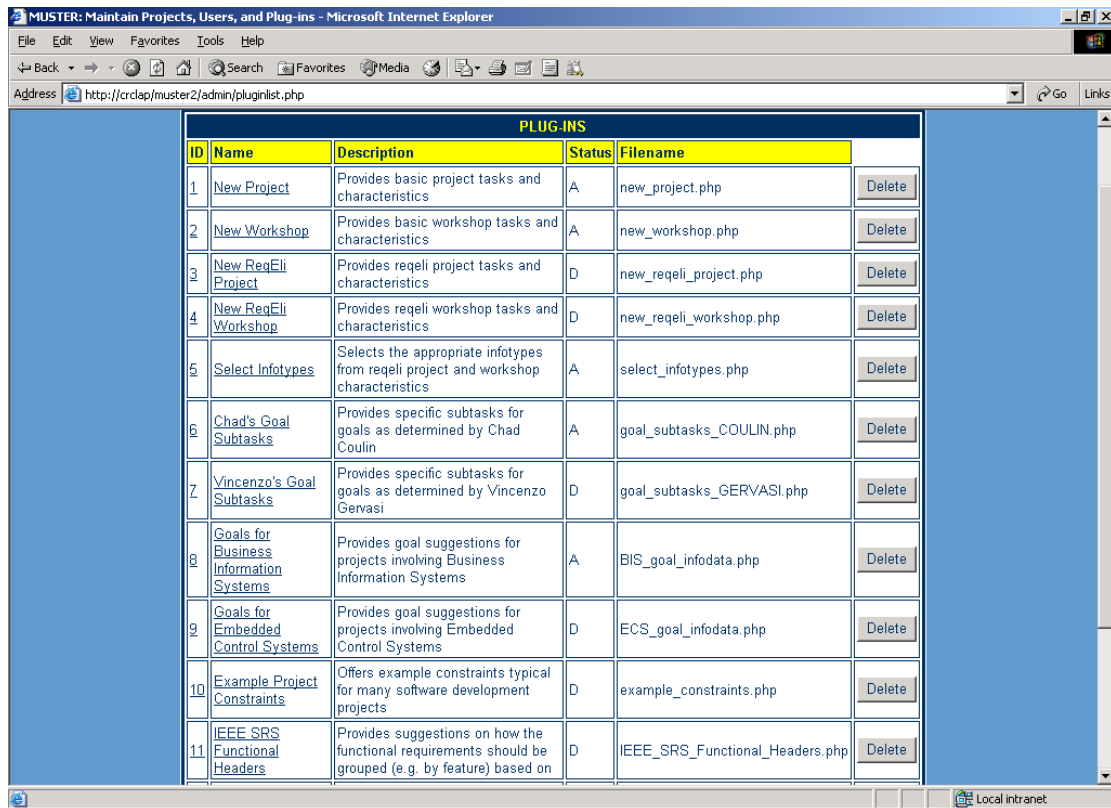 MUSTER: Maintain Projects, Users, and Plug-ins - Microsoft Internet Explorer
File Edit View Favorites Tools Help
Back Search Favorites Media
Address http://crclap/muster2/admin/pluginlist.php Go Links
PLUG-INS
ID Name Description Status Filename
1 New Project Provides basic project tasks and characteristics A new_project.php Delete
2 New Workshop Provides basic workshop tasks and characteristics A new_workshop.php Delete
3 New ReqEli Project Provides reqeli project tasks and characteristics D new_reqeli_project.php Delete
4 New ReqEli Workshop Provides reqeli workshop tasks and characteristics D new_reqeli_workshop.php Delete
5 Select Infotypes Selects the appropriate infotypes from reqeli project and workshop characteristics A select_infotypes.php Delete
6 Chad's Goal Subtasks Provides specific subtasks for goals as determined by Chad Coulin A goal_subtasks_COULIN.php Delete
7 Vincenzo's Goal Subtasks Provides specific subtasks for goals as determined by Vincenzo Gervasi D goal_subtasks_GERVASI.php Delete
8 Goals for Business Information Systems Provides goal suggestions for projects involving Business Information Systems A BIS_goal_infodata.php Delete
9 Goals for Embedded Control Systems Provides goal suggestions for projects involving Embedded Control Systems D ECS_goal_infodata.php Delete
10 Example Project Constraints Offers example constraints typical for many software development projects D example_constraints.php Delete
11 IEEE SRS Functional Headers Provides suggestions on how the functional requirements should be grouped (e.g. by feature) based on D IEEE_SRS_Functional_Headers.php Delete
Local intranet